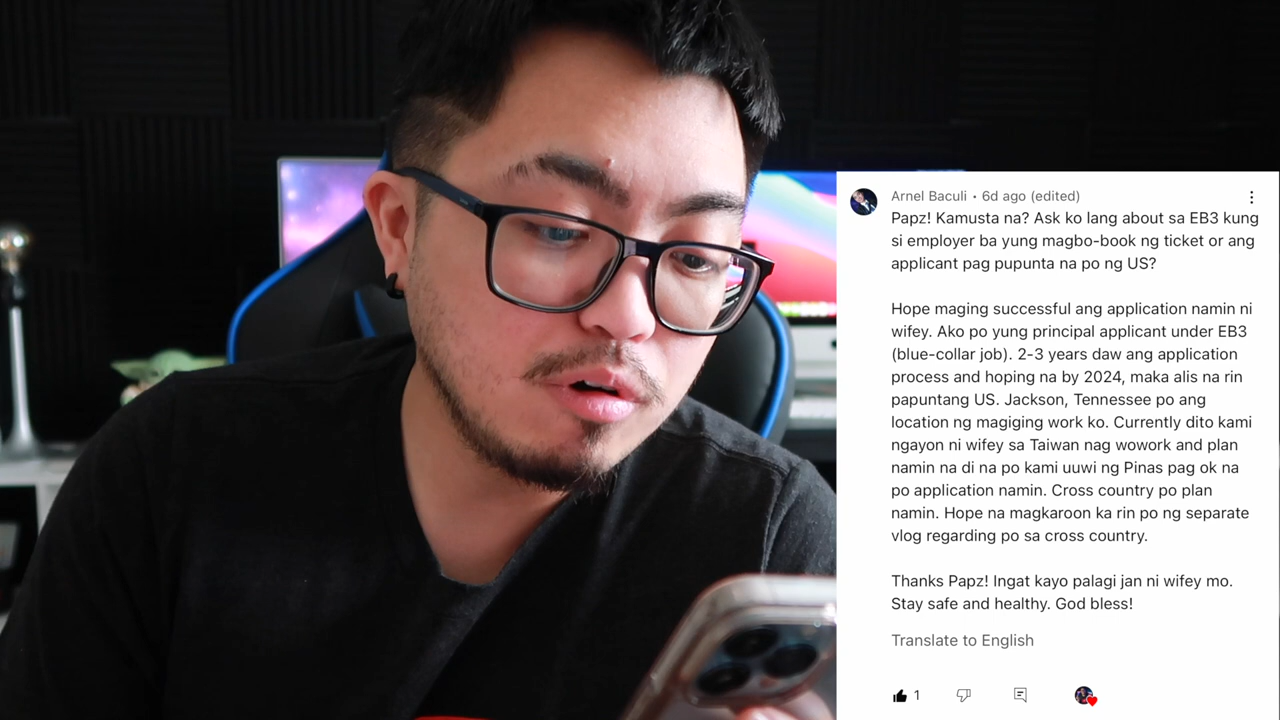 Arnel Baculi • 6d ago (edited)
Papz! Kamusta na? Ask ko lang about sa EB3 kung
si employer ba yung magbo-book ng ticket or ang
applicant pag pupunta na po ng US?
Hope maging successful ang application namin ni
wifey. Ako po yung principal applicant under EB3
(blue-collar job). 2-3 years daw ang application
process and hoping na by 2024, maka alis na rin
papuntang US. Jackson, Tennessee po ang
location ng magiging work ko. Currently dito kami
ngayon ni wifey sa Taiwan nag wowork and plan
namin na di na po kami uuwi ng Pinas pag ok na
po application namin. Cross country po plan
namin. Hope na magkaroon ka rin po ng separate
vlog regarding po sa cross country.
Thanks Papz! Ingat kayo palagi jan ni wifey mo.
Stay safe and healthy. God bless!
Translate to English
1